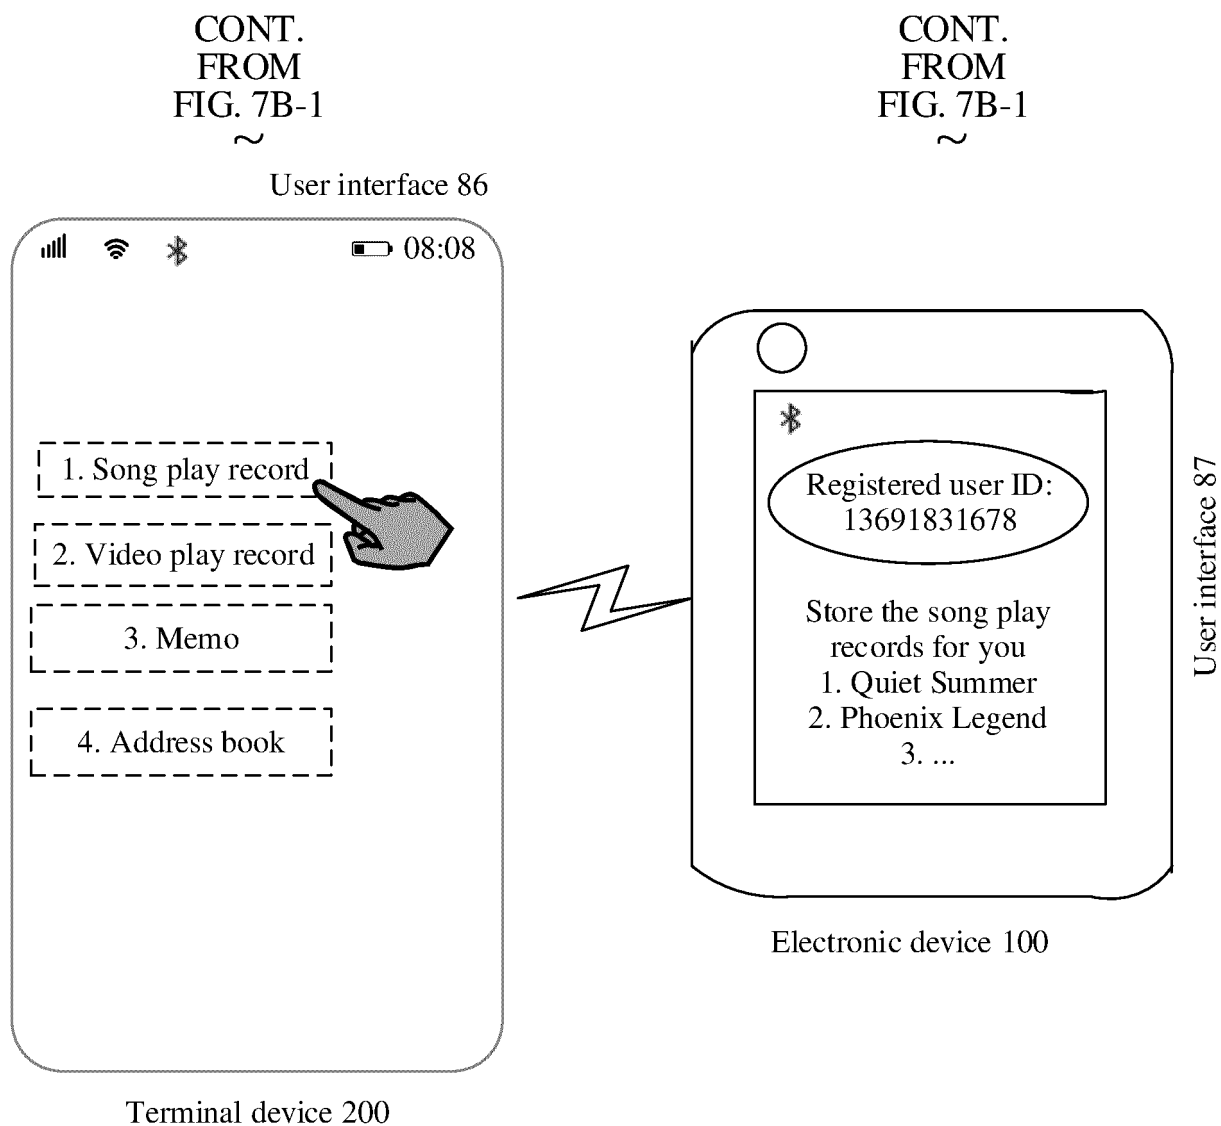 CONT.
FROM
FIG. 7B-1
~
CONT.
FROM
FIG. 7B-1
~
User interface 86
08:08
1. Song play record
2. Video play record
3. Memo
4. Address book
Terminal device 200
Registered user ID:
13691831678
Store the song play
records for you
1. Quiet Summer
2. Phoenix Legend
3. ...
User interface 87
Electronic device 100